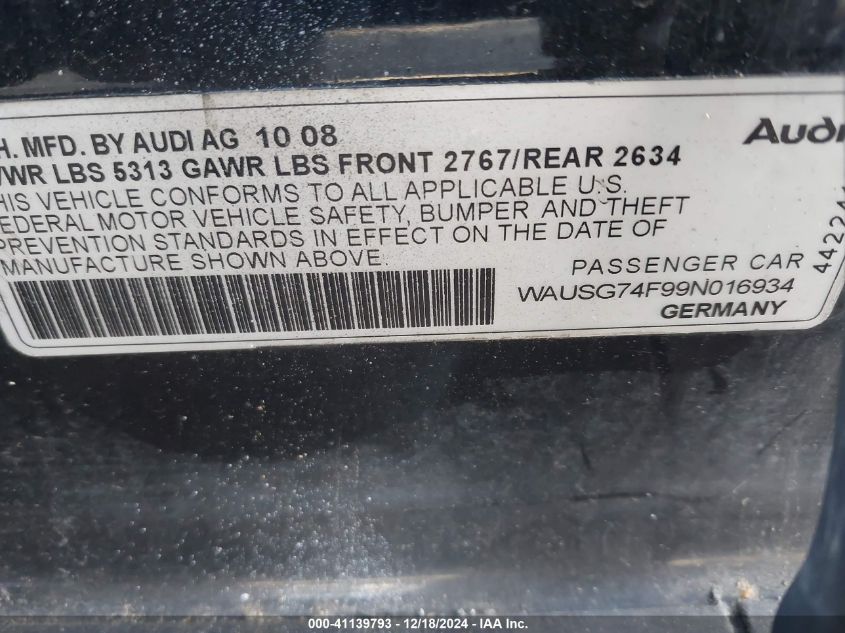 H. MFD. BY AUDI AG 10 08
Audi
VWR LBS 5313 GAWR LBS FRONT 2767/REAR 2634
HIS VEHICLE CONFORMS TO ALL APPLICABLE U.S.
FEDERAL MOTOR VEHICLE SAFETY, BUMPER AND THEFT
PREVENTION STANDARDS IN EFFECT ON THE DATE OF
MANUFACTURE SHOWN ABOVE.
PASSENGER CAR
WAUSG74F99N016934
GERMANY
000-41139793 - 12/18/2024 - IAA Inc.